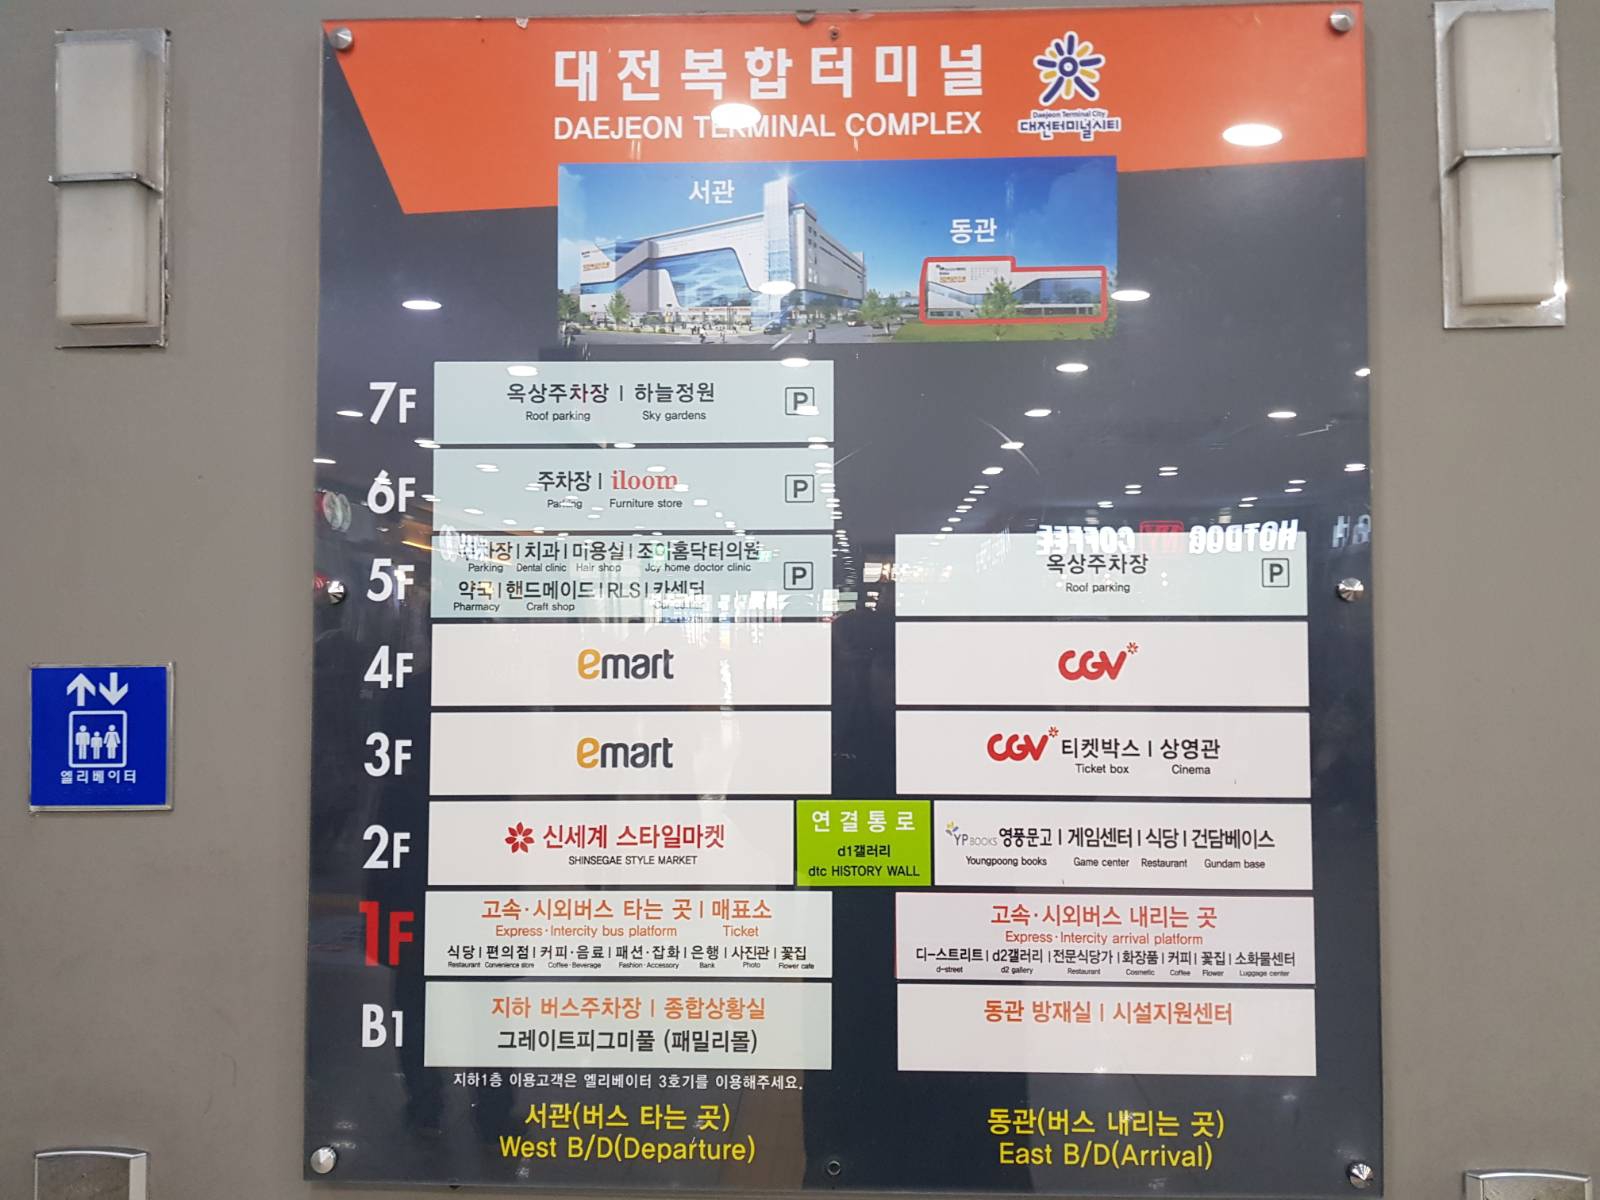 대전복합터미널
DAEJEON TERMINAL COMPLEX
Daejeon Terminal City
대전터미널시티
서관
동관
7F
옥상주차장 | 하늘정원
Roof parking Sky gardens
P
6F
주차장 | iloom
Parking Furniture store
P
5F
주차장 | 치과 | 미용실 | 조이홈닥터의원
Parking Dental clinic Hair shop Joy home doctor clinic
약국 | 핸드메이드 | RLS | 카센터
Pharmacy Craft shop
P
옥상주차장
Roof parking
P
HOTDOG COFFEE
4F
emart
CGV
3F
emart
CGV 티켓박스 | 상영관
Ticket box Cinema
2F
신세계 스타일마켓
SHINSEGAE STYLE MARKET
연결통로
d1갤러리
dtc HISTORY WALL
YP BOOKS 영풍문고 | 게임센터 | 식당 | 건담베이스
Youngpoong books Game center Restaurant Gundam base
1F
고속·시외버스 타는 곳 | 매표소
Express·Intercity bus platform Ticket
식당 | 편의점 | 커피·음료 | 패션·잡화 | 은행 | 사진관 | 꽃집
Restaurant Convenience store Coffee·Beverage Fashion·Accessory Bank Photo Flower cafe
고속·시외버스 내리는 곳
Express·Intercity arrival platform
디-스트리트 | d2갤러리 | 전문식당가 | 화장품 | 커피 | 꽃집 | 소화물센터
d-street d2 gallery Restaurant Cosmetic Coffee Flower Luggage center
B1
지하 버스주차장 | 종합상황실
그레이트피그미풀 (패밀리몰)
동관 방재실 | 시설지원센터
지하1층 이용고객은 엘리베이터 3호기를 이용해주세요.
서관(버스 타는 곳)
West B/D(Departure)
동관(버스 내리는 곳)
East B/D(Arrival)
엘리베이터